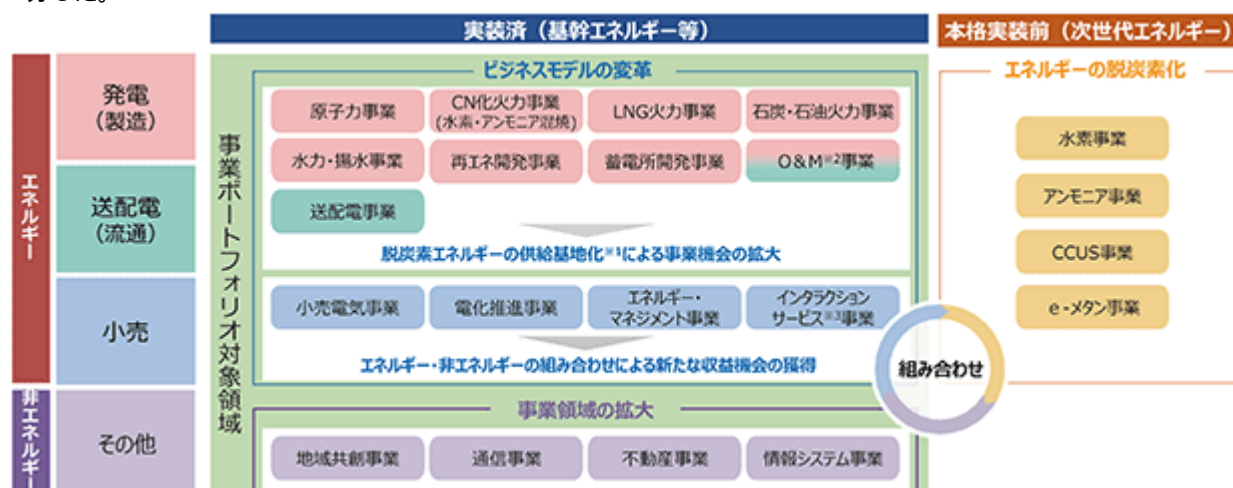 実装済（基幹エネルギー等）
本格実装前（次世代エネルギー）
エネルギー
発電
（製造）
送配電
（流通）
小売
非エネルギー
その他
事業ポートフォリオ対象領域
ビジネスモデルの変革
原子力事業
CN化火力事業
（水素・アンモニア混焼）
LNG火力事業
石炭・石油火力事業
水力・揚水事業
再エネ開発事業
蓄電所開発事業
O&M※2事業
送配電事業
脱炭素エネルギーの供給基地化※1による事業機会の拡大
小売電気事業
電化推進事業
エネルギー・
マネジメント事業
インタラクション
サービス※3事業
エネルギー・非エネルギーの組み合わせによる新たな収益機会の獲得
事業領域の拡大
地域共創事業
通信事業
不動産事業
情報システム事業
組み合わせ
エネルギーの脱炭素化
水素事業
アンモニア事業
CCUS事業
e-メタン事業